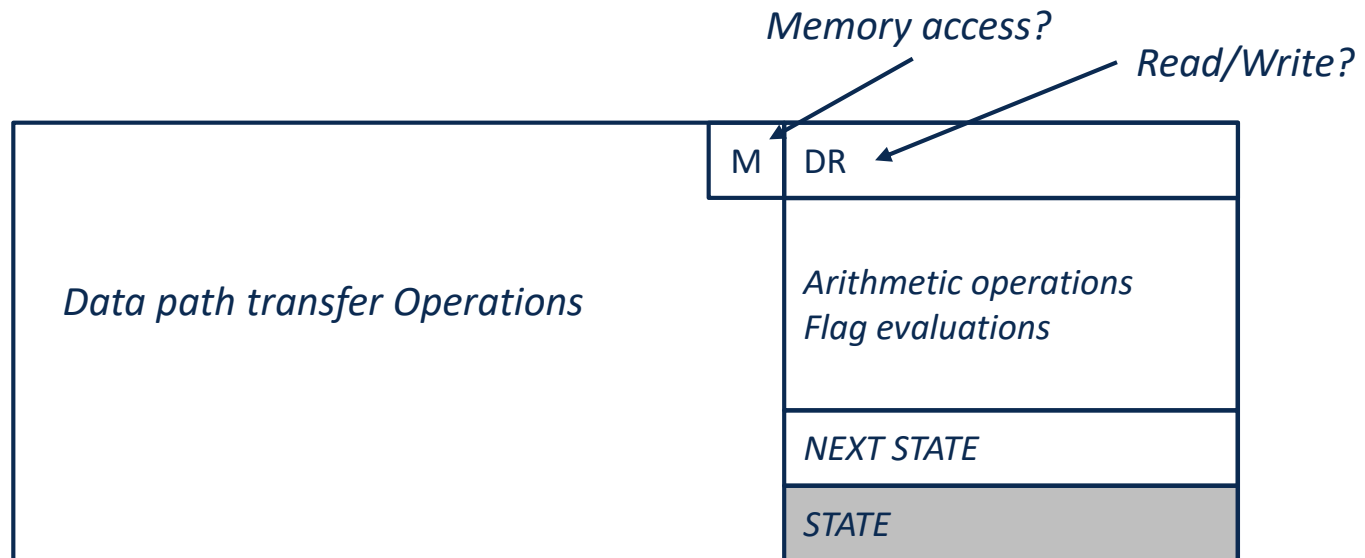 Memory access?
Read/Write?
M
DR
Data path transfer Operations
Arithmetic operations
Flag evaluations
NEXT STATE
STATE